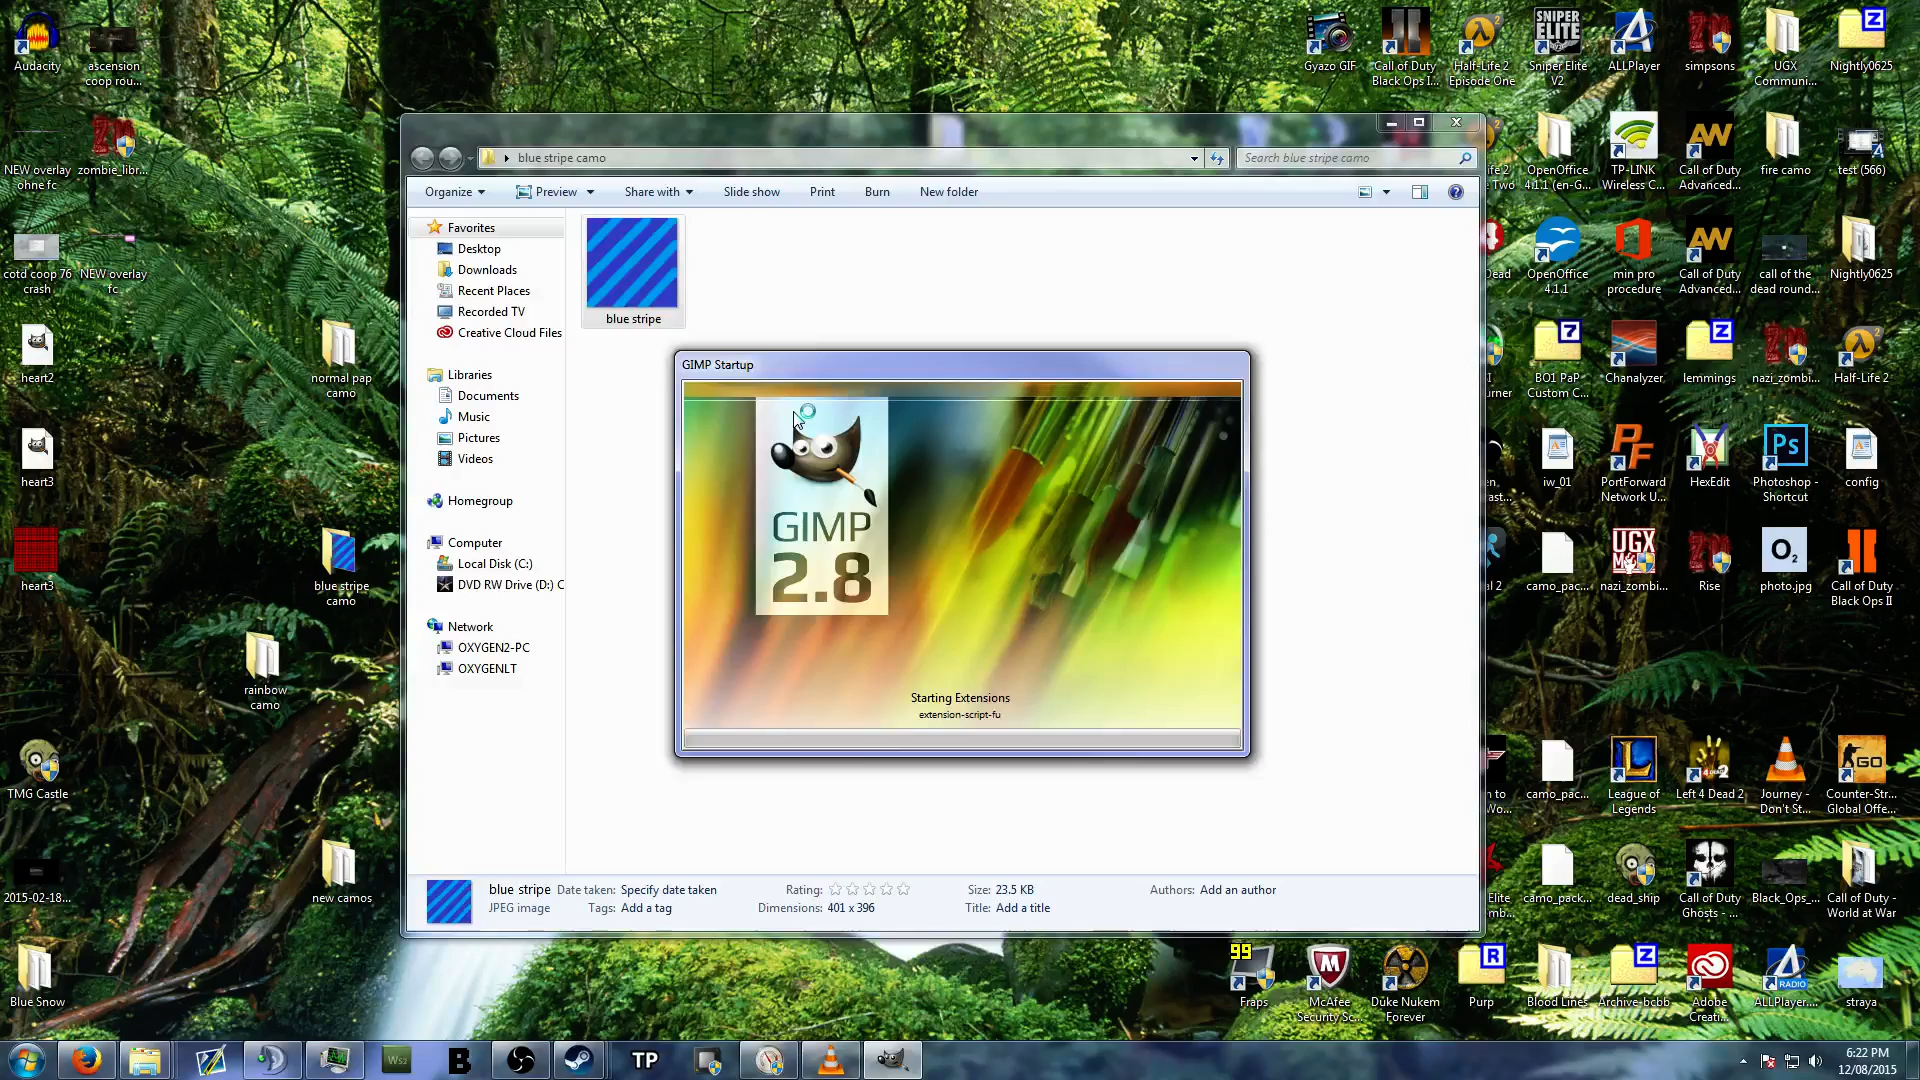 Audacity
ascension
coop rou...
NEW overlay
ohne fc
zombie_libr...
cotd coop 76
crash
NEW overlay
fc
heart2
normal pap
camo
heart3
heart3
blue stripe
camo
rainbow
camo
TMG Castle
2015-02-18...
new camos
Blue Snow
Gyazo GIF
Call of Duty
Black Ops I...
Half-Life 2
Episode One
SNIPER
ELITE
Sniper Elite
V2
ALLPlayer
simpsons
UGX
Communi...
Nightly0625
OpenOffice
4.1.1 (en-G...
TP-LINK
Wireless C...
Call of Duty
Advanced...
fire camo
test (566)
OpenOffice
4.1.1
min pro
procedure
Call of Duty
Advanced...
call of the
dead round...
Nightly0625
BO1 PaP
Custom C...
Chanalyzer
lemmings
nazi_zombi...
Half-Life 2
iw_01
PortForward
Network U...
HexEdit
Photoshop -
Shortcut
config
camo_pac...
nazi_zombi...
Rise
photo.jpg
Call of Duty
Black Ops II
camo_pac...
League of
Legends
Left 4 Dead 2
Journey -
Don't St...
Counter-Str...
Global Offe...
camo_pack...
dead_ship
Call of Duty
Ghosts - ...
Black_Ops_...
Call of Duty -
World at War
99
Fraps
McAfee
Security Sc...
Duke Nukem
Forever
Purp
Blood Lines
Archive-bcbb
Adobe
Creati...
RADIO
ALLPlayer...
straya
blue stripe camo
Search blue stripe camo
Organize
Preview
Share with
Slide show
Print
Burn
New folder
Favorites
Desktop
Downloads
Recent Places
Recorded TV
Creative Cloud Files
Libraries
Documents
Music
Pictures
Videos
Homegroup
Computer
Local Disk (C:)
DVD RW Drive (D:) C
Network
OXYGEN2-PC
OXYGENLT
blue stripe
GIMP Startup
GIMP
2.8
Starting Extensions
extension-script-fu
blue stripe
JPEG image
Date taken: Specify date taken
Tags: Add a tag
Rating:
Dimensions: 401 x 396
Size: 23.5 KB
Title: Add a title
Authors: Add an author
TP
6:22 PM
12/08/2015